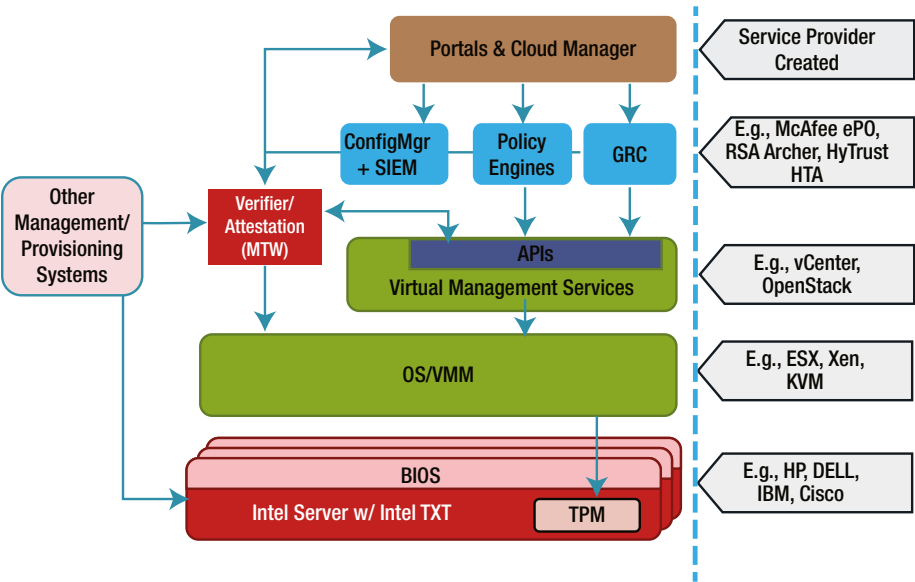 Portals & Cloud Manager
Service Provider
Created
ConfigMgr
+ SIEM
Policy
Engines
GRC
E.g., McAfee ePO,
RSA Archer, HyTrust
HTA
Other
Management/
Provisioning
Systems
Verifier/
Attestation
(MTW)
APIs
Virtual Management Services
E.g., vCenter,
OpenStack
OS/VMM
E.g., ESX, Xen,
KVM
BIOS
Intel Server w/ Intel TXT
TPM
E.g., HP, DELL,
IBM, Cisco